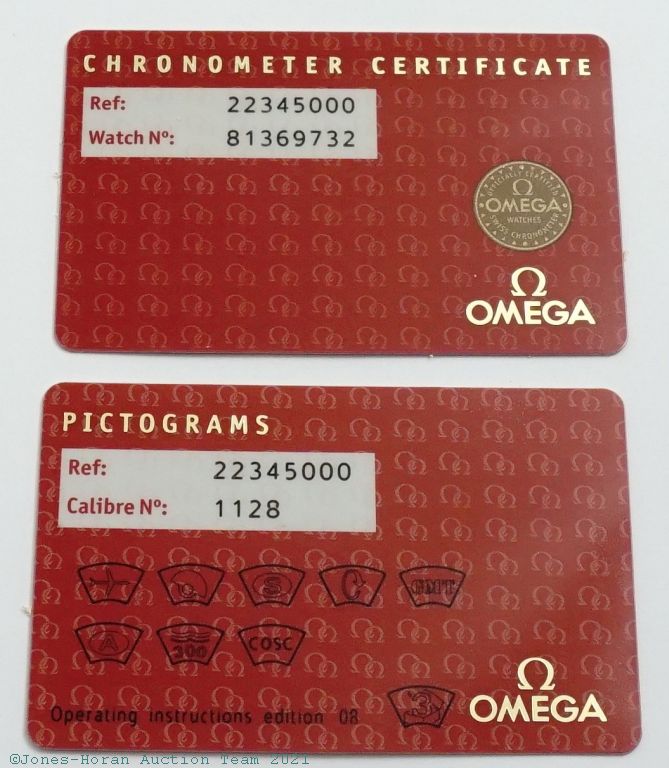 CHRONOMETER CERTIFICATE
Ref: 22345000
Watch Nº: 81369732
OFFICIALLY CERTIFIED
OMEGA
WATCHES
SWISS CHRONOMETER
OMEGA
PICTOGRAMS
Ref: 22345000
Calibre Nº: 1128
S C GMT
A 300 COSC
Operating instructions edition 08 3
OMEGA
©Jones-Horan Auction Team 2021